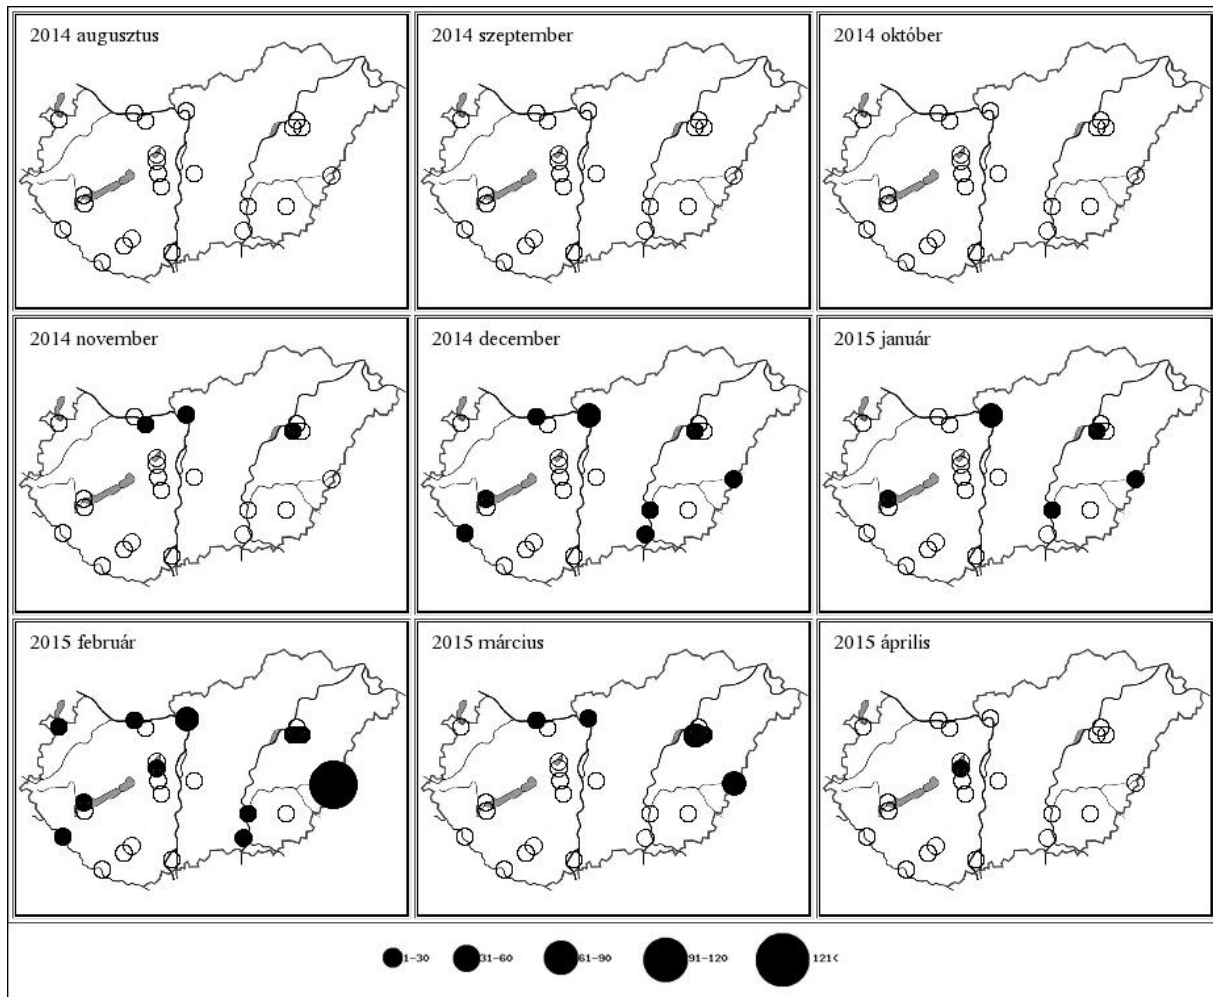 2014 augusztus
2014 szeptember
2014 október
2014 november
2014 december
2015 január
2015 február
2015 március
2015 április
1-30
31-60
61-90
91-120
121<